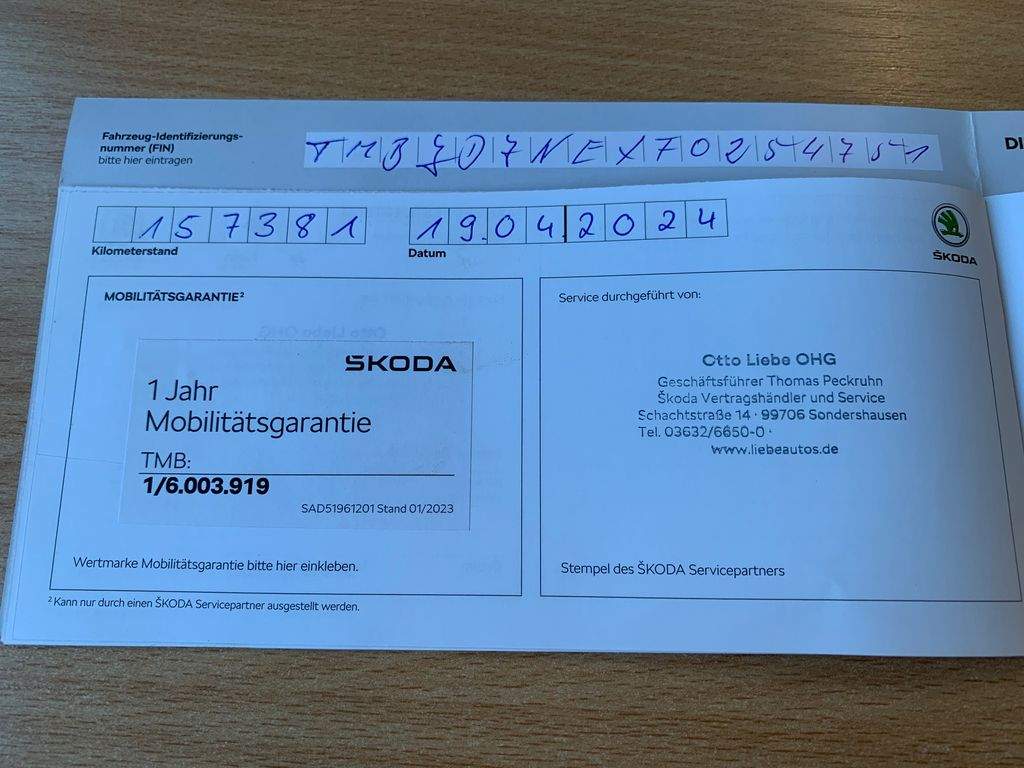 Fahrzeug-Identifizierungs-
nummer (FIN)
bitte hier eintragen
DI
157381
19.04.2024
Kilometerstand
Datum
ŠKODA
MOBILITÄTSGARANTIE²
ŠKODA
1 Jahr
Mobilitätsgarantie
TMB:
1/6.003.919
SAD51961201 Stand 01/2023
Wertmarke Mobilitätsgarantie bitte hier einkleben.
² Kann nur durch einen ŠKODA Servicepartner ausgestellt werden.
Service durchgeführt von:
Otto Liebe OHG
Geschäftsführer Thomas Peckruhn
Škoda Vertragshändler und Service
Schachtstraße 14 · 99706 Sondershausen
Tel. 03632/6650-0 ·
www.liebeautos.de
Stempel des ŠKODA Servicepartners